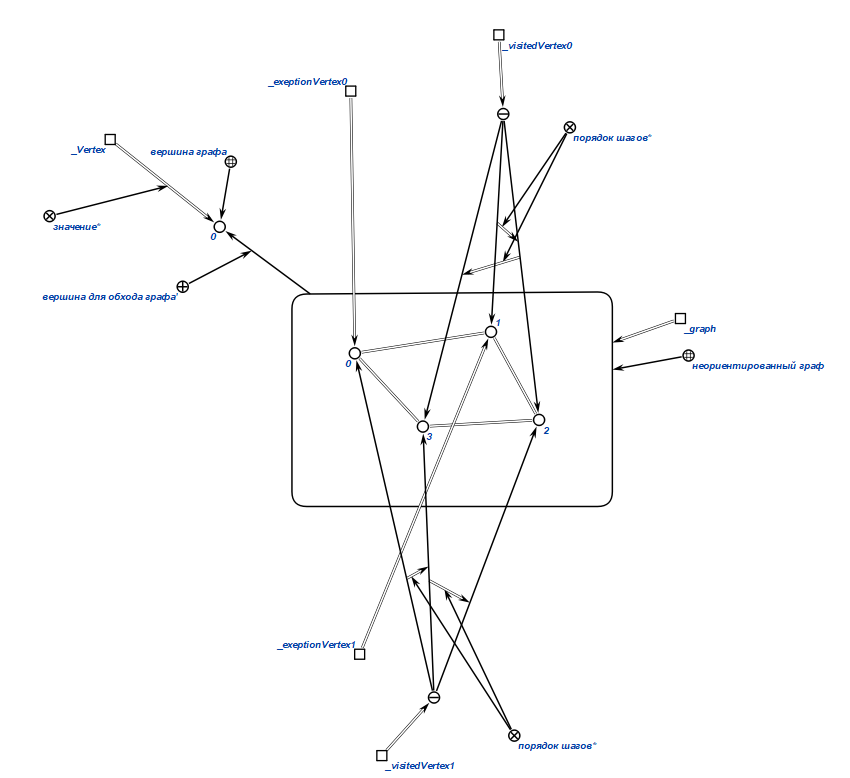 _visitedVertex0
_exeptionVertex0
порядок шагов*
_Vertex
вершина графа
значение*
0
вершина для обхода графа'
1
_graph
0
неориентированный граф
3
2
_exeptionVertex1
порядок шагов*
_visitedVertex1